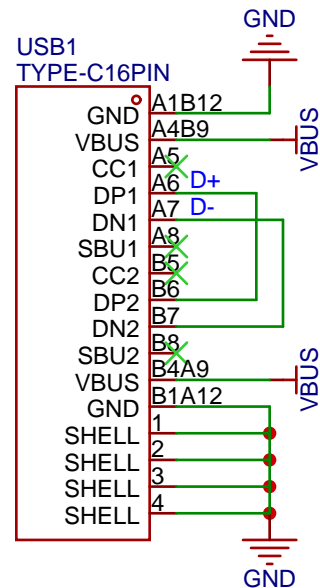 GND
USB1
TYPE-C16PIN
GND A1B12
VBUS A4B9 VBUS
CC1 A5
DP1 A6 D+
DN1 A7 D-
SBU1 A8
CC2 B5
DP2 B6
DN2 B7
SBU2 B8
VBUS B4A9 VBUS
GND B1A12
SHELL 1
SHELL 2
SHELL 3
SHELL 4
GND